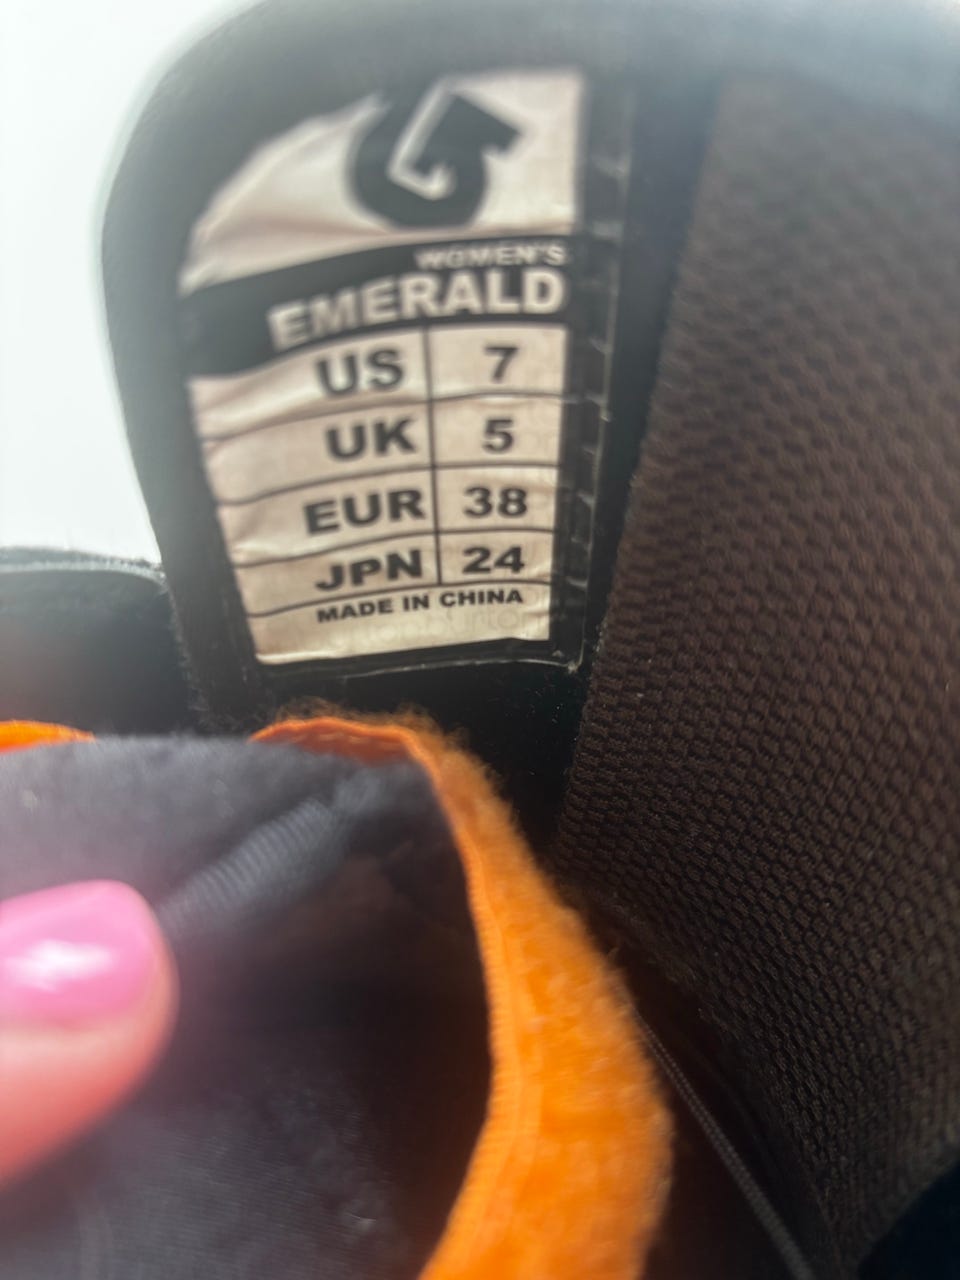 WOMEN'S
EMERALD
US 7
UK 5
EUR 38
JPN 24
MADE IN CHINA